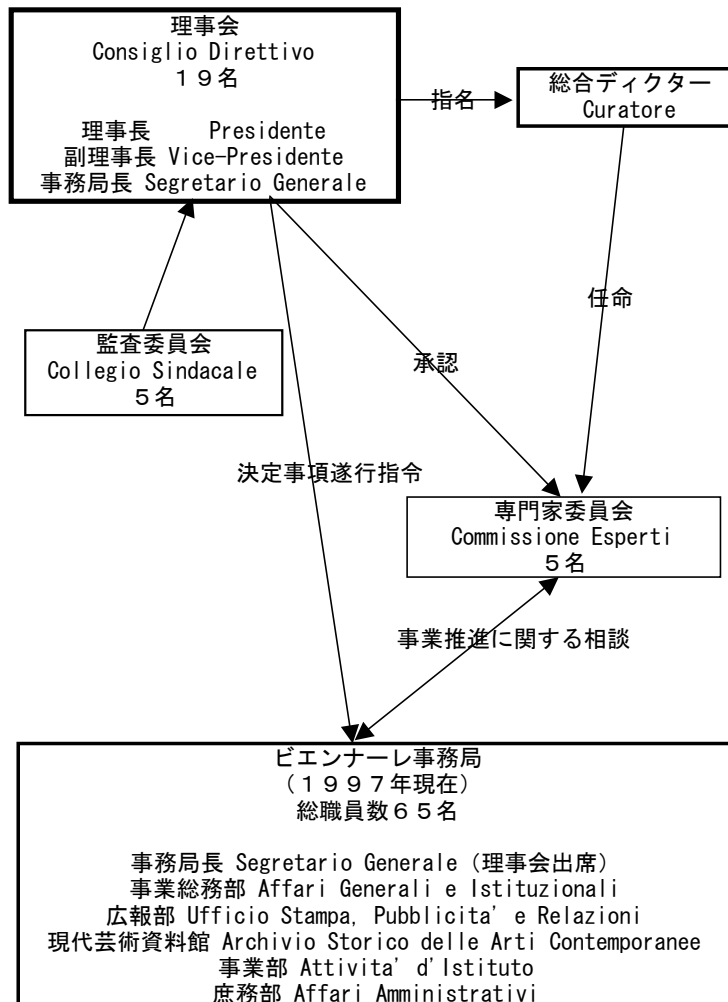 理事会
Consiglio Direttivo
１９名
理事長 Presidente
副理事長 Vice-Presidente
事務局長 Segretario Generale
指名
総合ディクター
Curatore
任命
監査委員会
Collegio Sindacale
５名
承認
決定事項遂行指令
専門家委員会
Commissione Esperti
５名
事業推進に関する相談
ビエンナーレ事務局
（１９９７年現在）
総職員数６５名
事務局長 Segretario Generale（理事会出席）
事業総務部 Affari Generali e Istituzionali
広報部 Ufficio Stampa, Pubblicita’ e Relazioni
現代芸術資料館 Archivio Storico delle Arti Contemporanee
事業部 Attivita’ d’Istituto
庶務部 Affari Amministrativi